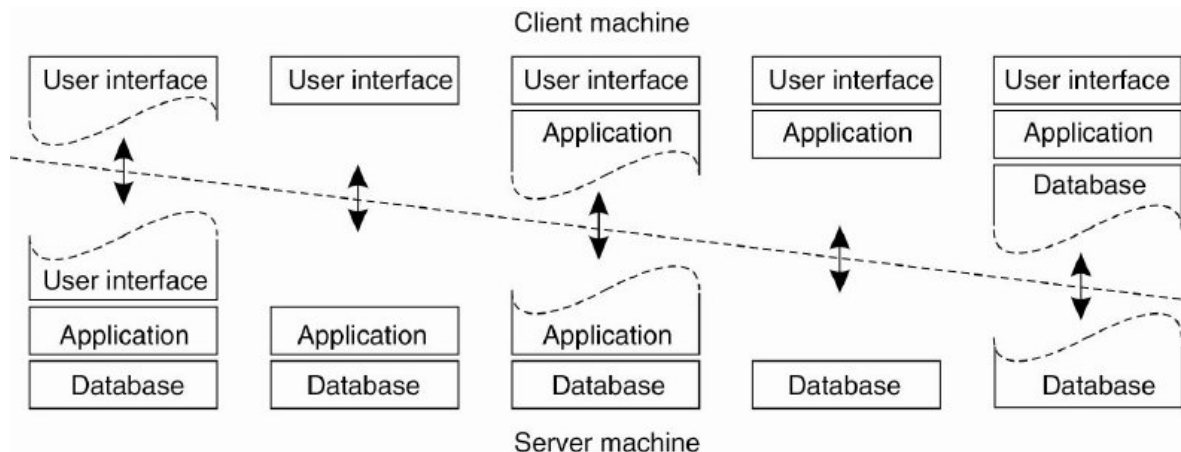 Client machine
User interface User interface User interface User interface User interface
Application Application Application
Database
User interface
Application Application Application
Database Database Database Database Database
Server machine